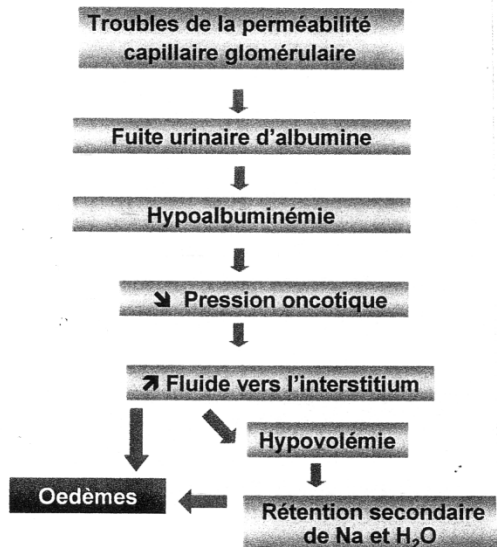 Troubles de la perméabilité
capillaire glomérulaire
Fuite urinaire d'albumine
Hypoalbuminémie
↘ Pression oncotique
↗ Fluide vers l'interstitium
Hypovolémie
Oedèmes
Rétention secondaire
de Na et H₂O